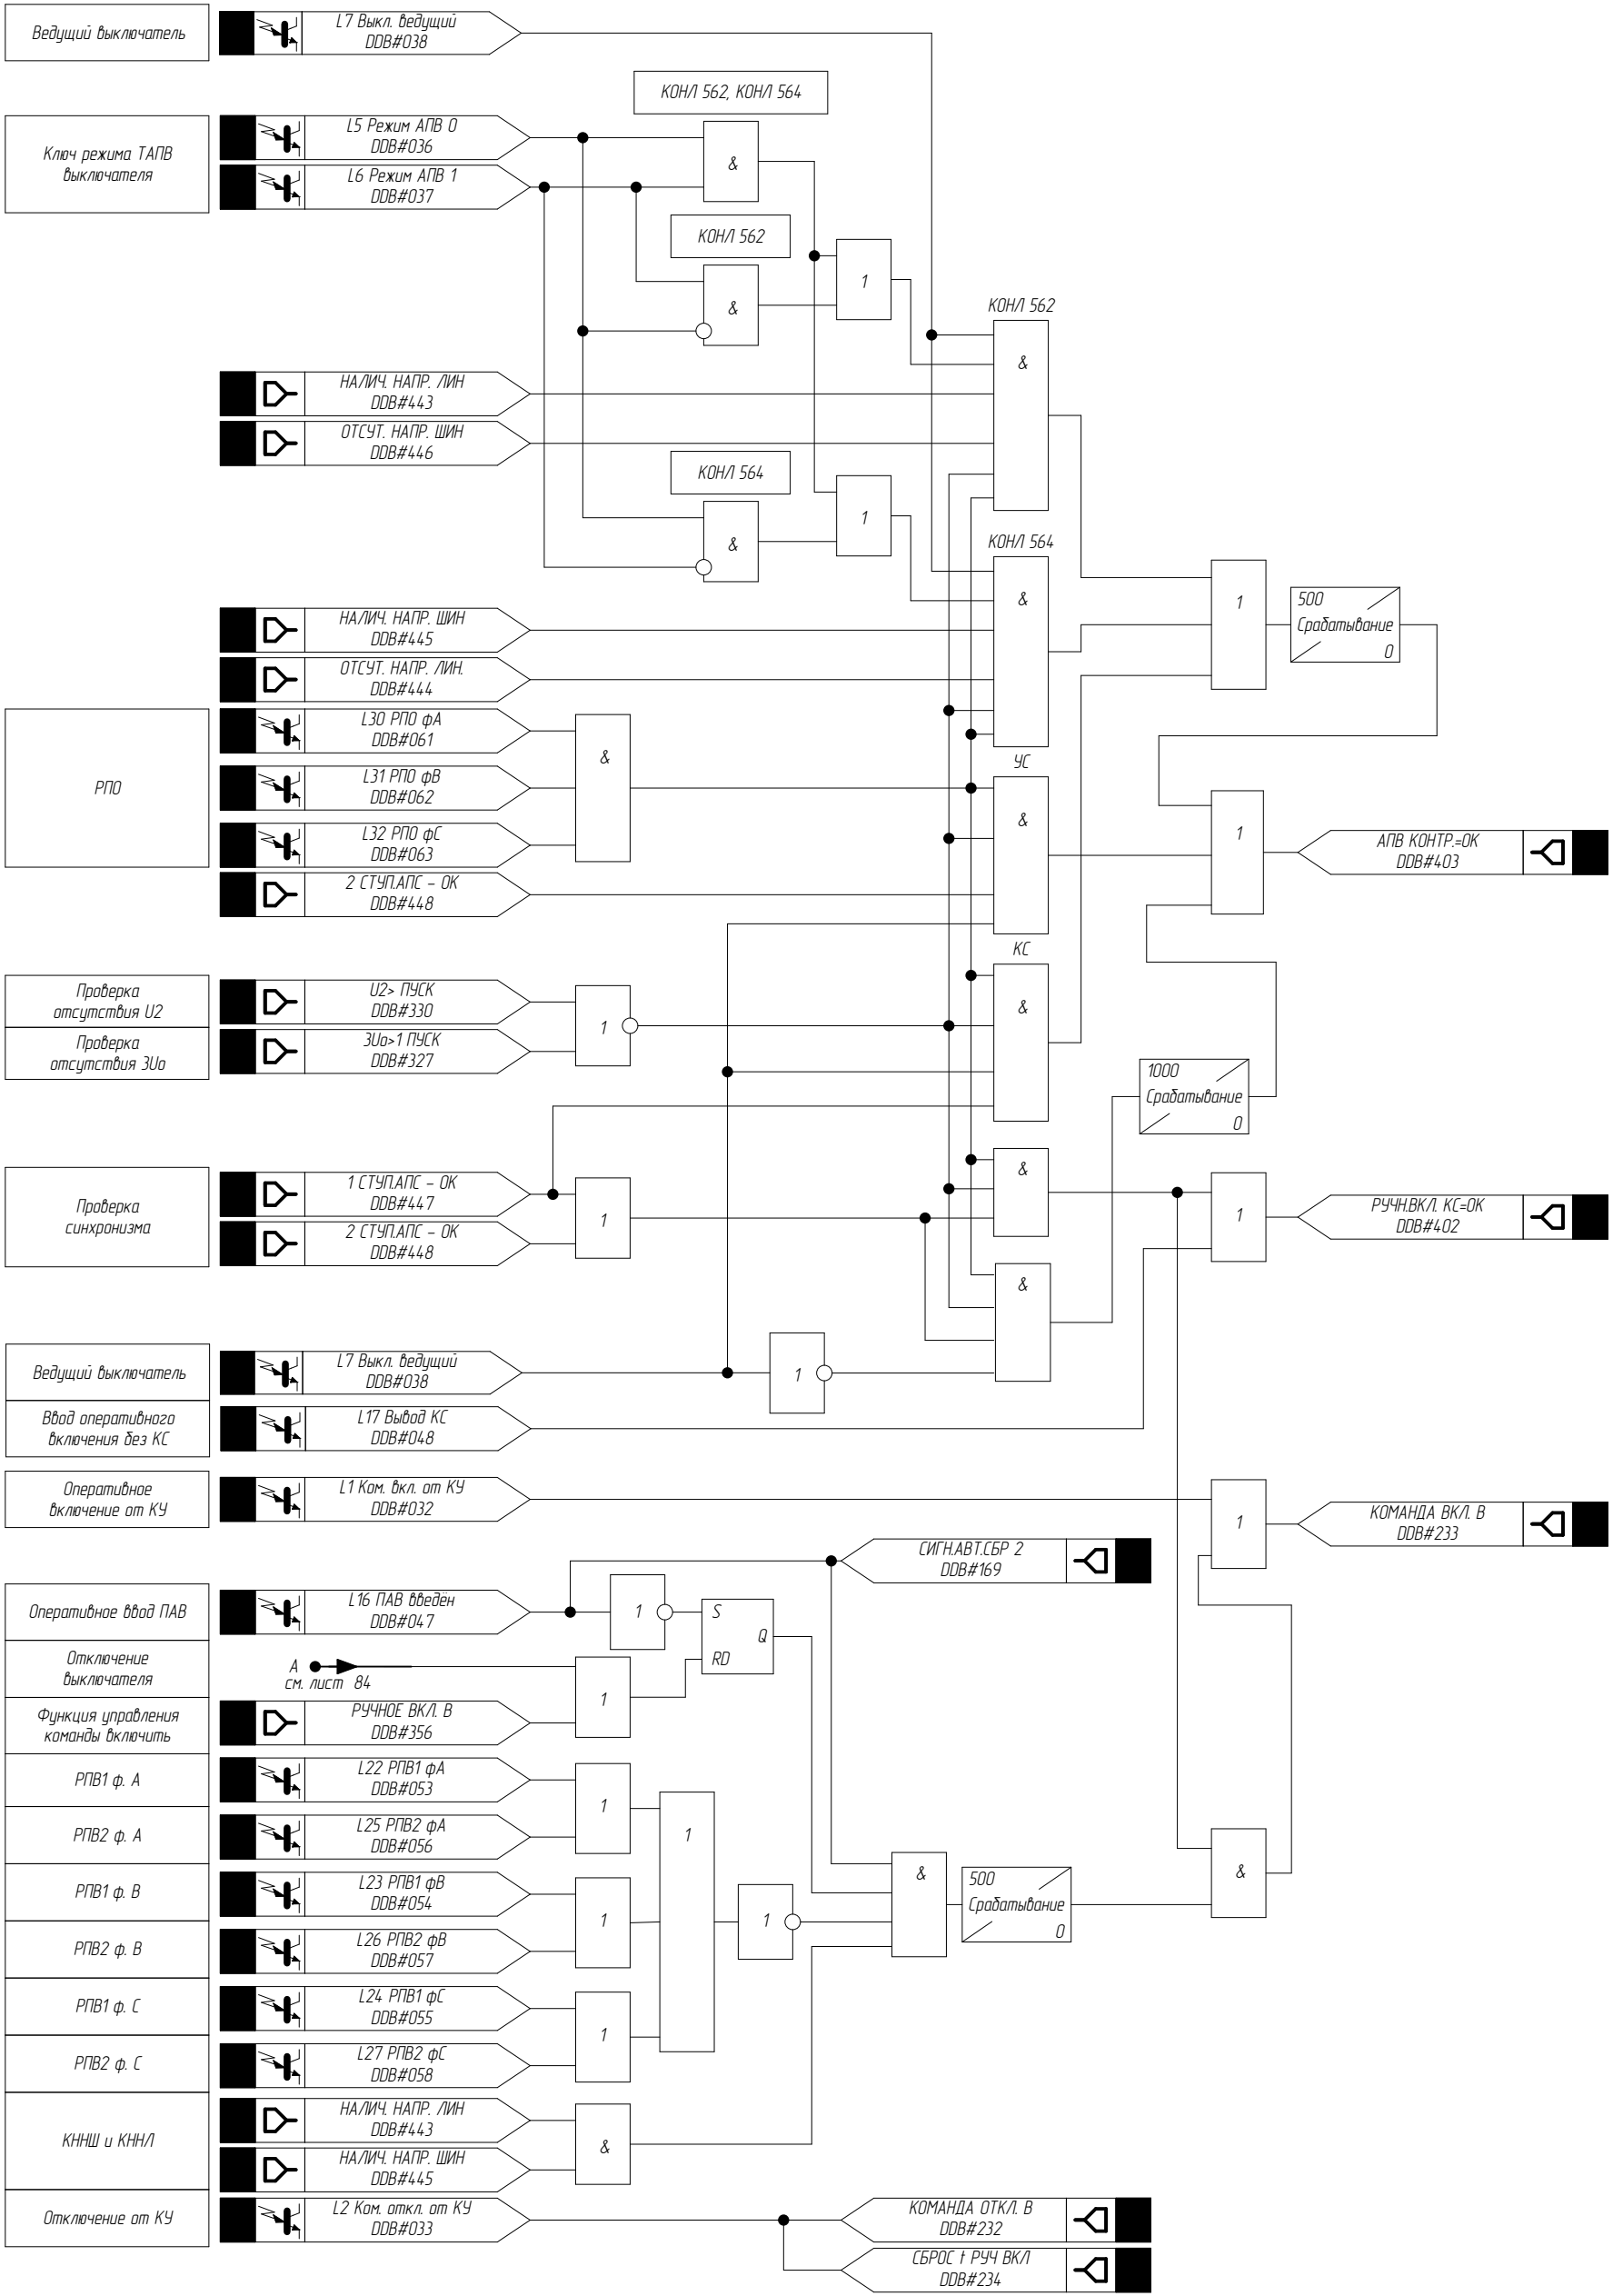 Ведущий выключатель
L7 Выкл. ведущий
DDB#038
КОНЛ 562, КОНЛ 564
Ключ режима ТАПВ
выключателя
L5 Режим АПВ 0
DDB#036
&
L6 Режим АПВ 1
DDB#037
КОНЛ 562
1
&
КОНЛ 562
&
НАЛИЧ. НАПР. ЛИН
DDB#443
ОТСУТ. НАПР. ШИН
DDB#446
КОНЛ 564
1
&
КОНЛ 564
&
1
500
Срабатывание
0
НАЛИЧ. НАПР. ШИН
DDB#445
ОТСУТ. НАПР. ЛИН.
DDB#444
РПО
L30 РПО фА
DDB#061
&
УС
L31 РПО фВ
DDB#062
&
L32 РПО фС
DDB#063
1
АПВ КОНТР.=ОК
DDB#403
2 СТУП.АПС – ОК
DDB#448
КС
Проверка
отсутствия U2
U2> ПУСК
DDB#330
&
1
Проверка
отсутствия 3Uo
3Uo>1 ПУСК
DDB#327
1000
Срабатывание
0
Проверка
синхронизма
1 СТУП.АПС – ОК
DDB#447
&
1
1
РУЧН.ВКЛ. КС=ОК
DDB#402
2 СТУП.АПС – ОК
DDB#448
&
Ведущий выключатель
L7 Выкл. ведущий
DDB#038
1
Ввод оперативного
включения без КС
L17 Вывод КС
DDB#048
Оперативное
включение от КУ
L1 Ком. вкл. от КУ
DDB#032
1
КОМАНДА ВКЛ. В
DDB#233
СИГН.АВТ.СБР 2
DDB#169
Оперативное ввод ПАВ
L16 ПАВ введён
DDB#047
1
S
Q
RD
Отключение
выключателя
А
см. лист 84
1
Функция управления
команды включить
РУЧНОЕ ВКЛ. В
DDB#356
РПВ1 ф. А
L22 РПВ1 фА
DDB#053
1
1
РПВ2 ф. А
L25 РПВ2 фА
DDB#056
&
500
Срабатывание
0
&
РПВ1 ф. В
L23 РПВ1 фВ
DDB#054
1
1
РПВ2 ф. В
L26 РПВ2 фВ
DDB#057
РПВ1 ф. С
L24 РПВ1 фС
DDB#055
1
РПВ2 ф. С
L27 РПВ2 фС
DDB#058
КННШ и КННЛ
НАЛИЧ. НАПР. ЛИН
DDB#443
&
НАЛИЧ. НАПР. ШИН
DDB#445
Отключение от КУ
L2 Ком. откл. от КУ
DDB#033
КОМАНДА ОТКЛ. В
DDB#232
СБРОС t РУЧ ВКЛ
DDB#234